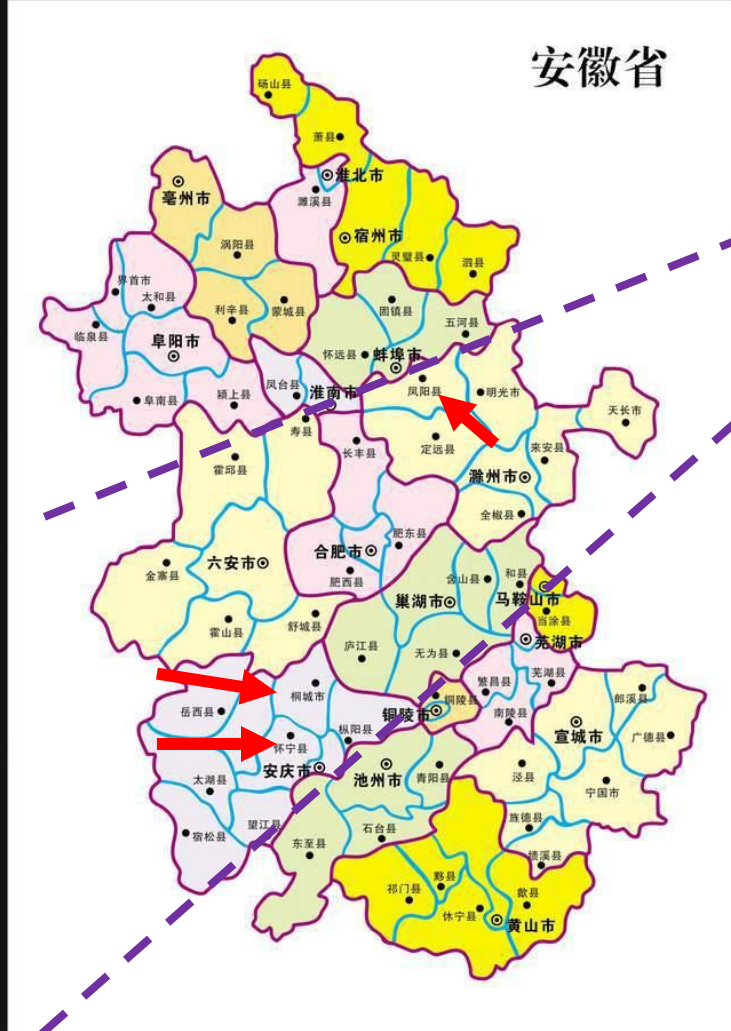 安徽省
砀山县
萧县
淮北市
濉溪县
亳州市
宿州市
涡阳县
灵璧县
泗县
界首市
太和县
利辛县
蒙城县
固镇县
五河县
临泉县
阜阳市
怀远县
蚌埠市
凤台县
淮南市
凤阳县
明光市
阜南县
颍上县
天长市
寿县
长丰县
定远县
来安县
霍邱县
滁州市
全椒县
肥东县
合肥市
六安市
金寨县
肥西县
含山县
和县
巢湖市
马鞍山市
当涂县
霍山县
舒城县
芜湖市
庐江县
无为县
芜湖县
繁昌县
桐城市
铜陵县
郎溪县
岳西县
铜陵市
南陵县
宣城市
广德县
怀宁县
枞阳县
安庆市
池州市
青阳县
泾县
太湖县
宁国市
望江县
石台县
旌德县
宿松县
东至县
绩溪县
黟县
祁门县
歙县
休宁县
黄山市